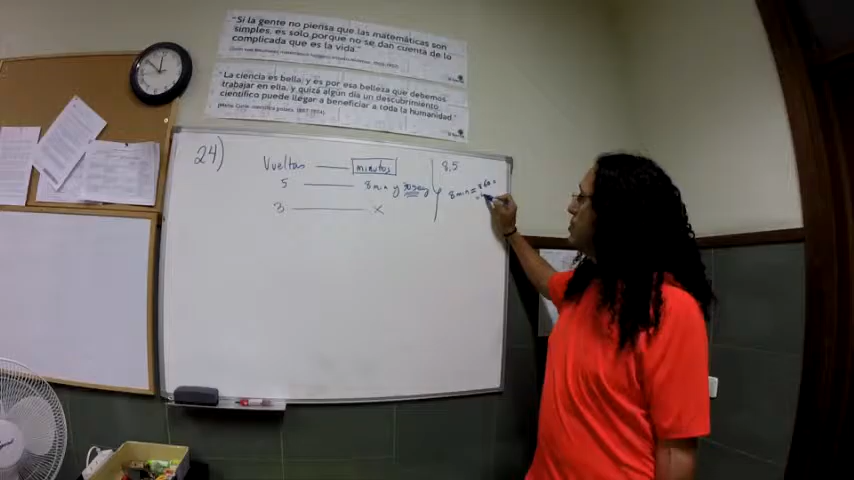 "Si la gente no piensa que las matemáticas son
simples, es solo porque no se dan cuenta de lo
complicada que es la vida"
"La ciencia es bella, y es por esa belleza que debemos
trabajar en ella, y quizá algún día un descubrimiento
científico puede llegar a beneficiar a toda la humanidad"
24)
Vueltas minutos
5 8 min y 30 seg
3 x
8,5
8 min = 8.60 =